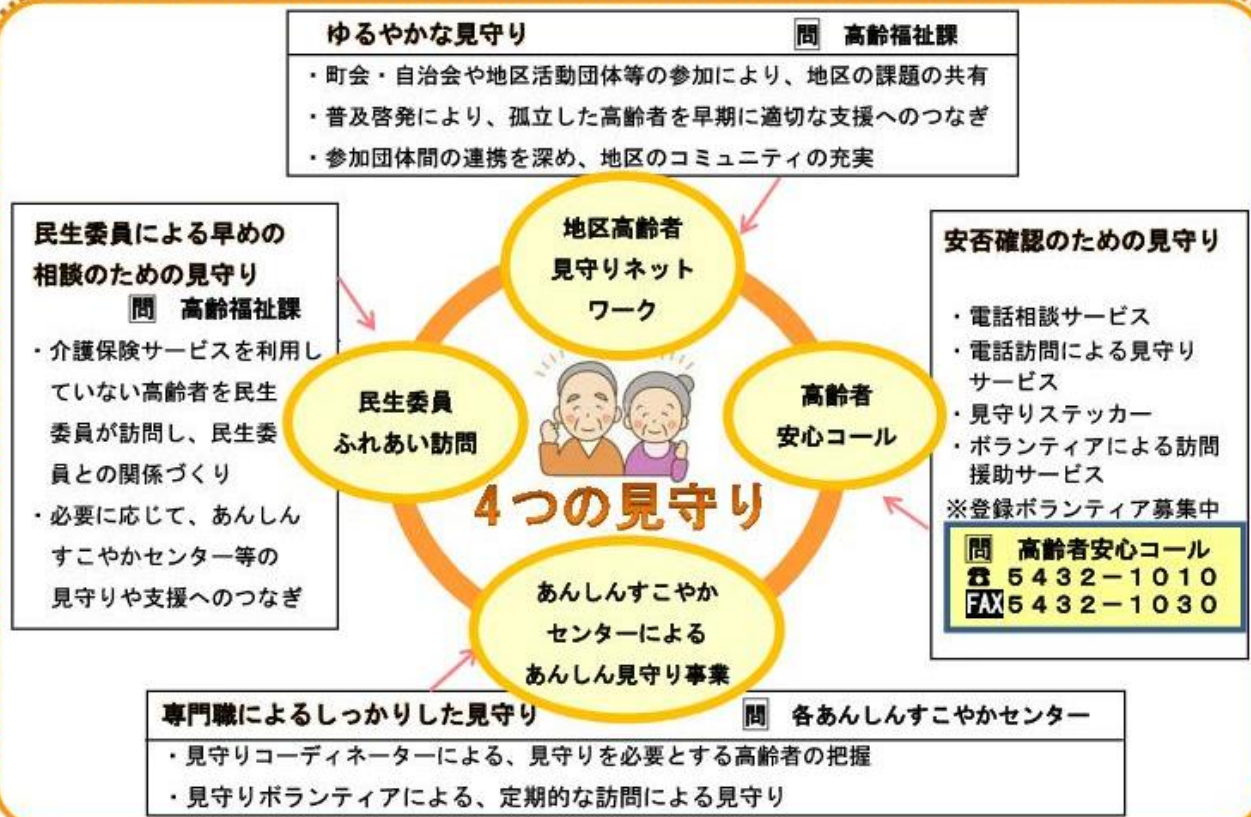 ゆるやかな見守り 問 高齢福祉課
・町会・自治会や地区活動団体等の参加により、地区の課題の共有
・普及啓発により、孤立した高齢者を早期に適切な支援へのつなぎ
・参加団体間の連携を深め、地区のコミュニティの充実
民生委員による早めの
相談のための見守り
問 高齢福祉課
・介護保険サービスを利用し
ていない高齢者を民生
委員が訪問し、民生委
員との関係づくり
・必要に応じて、あんしん
すこやかセンター等の
見守りや支援へのつなぎ
地区高齢者
見守りネット
ワーク
民生委員
ふれあい訪問
高齢者
安心コール
4つの見守り
あんしんすこやか
センターによる
あんしん見守り事業
安否確認のための見守り
・電話相談サービス
・電話訪問による見守り
サービス
・見守りステッカー
・ボランティアによる訪問
援助サービス
※登録ボランティア募集中
問 高齢者安心コール
☎5432-1010
FAX5432-1030
専門職によるしっかりした見守り 問 各あんしんすこやかセンター
・見守りコーディネーターによる、見守りを必要とする高齢者の把握
・見守りボランティアによる、定期的な訪問による見守り